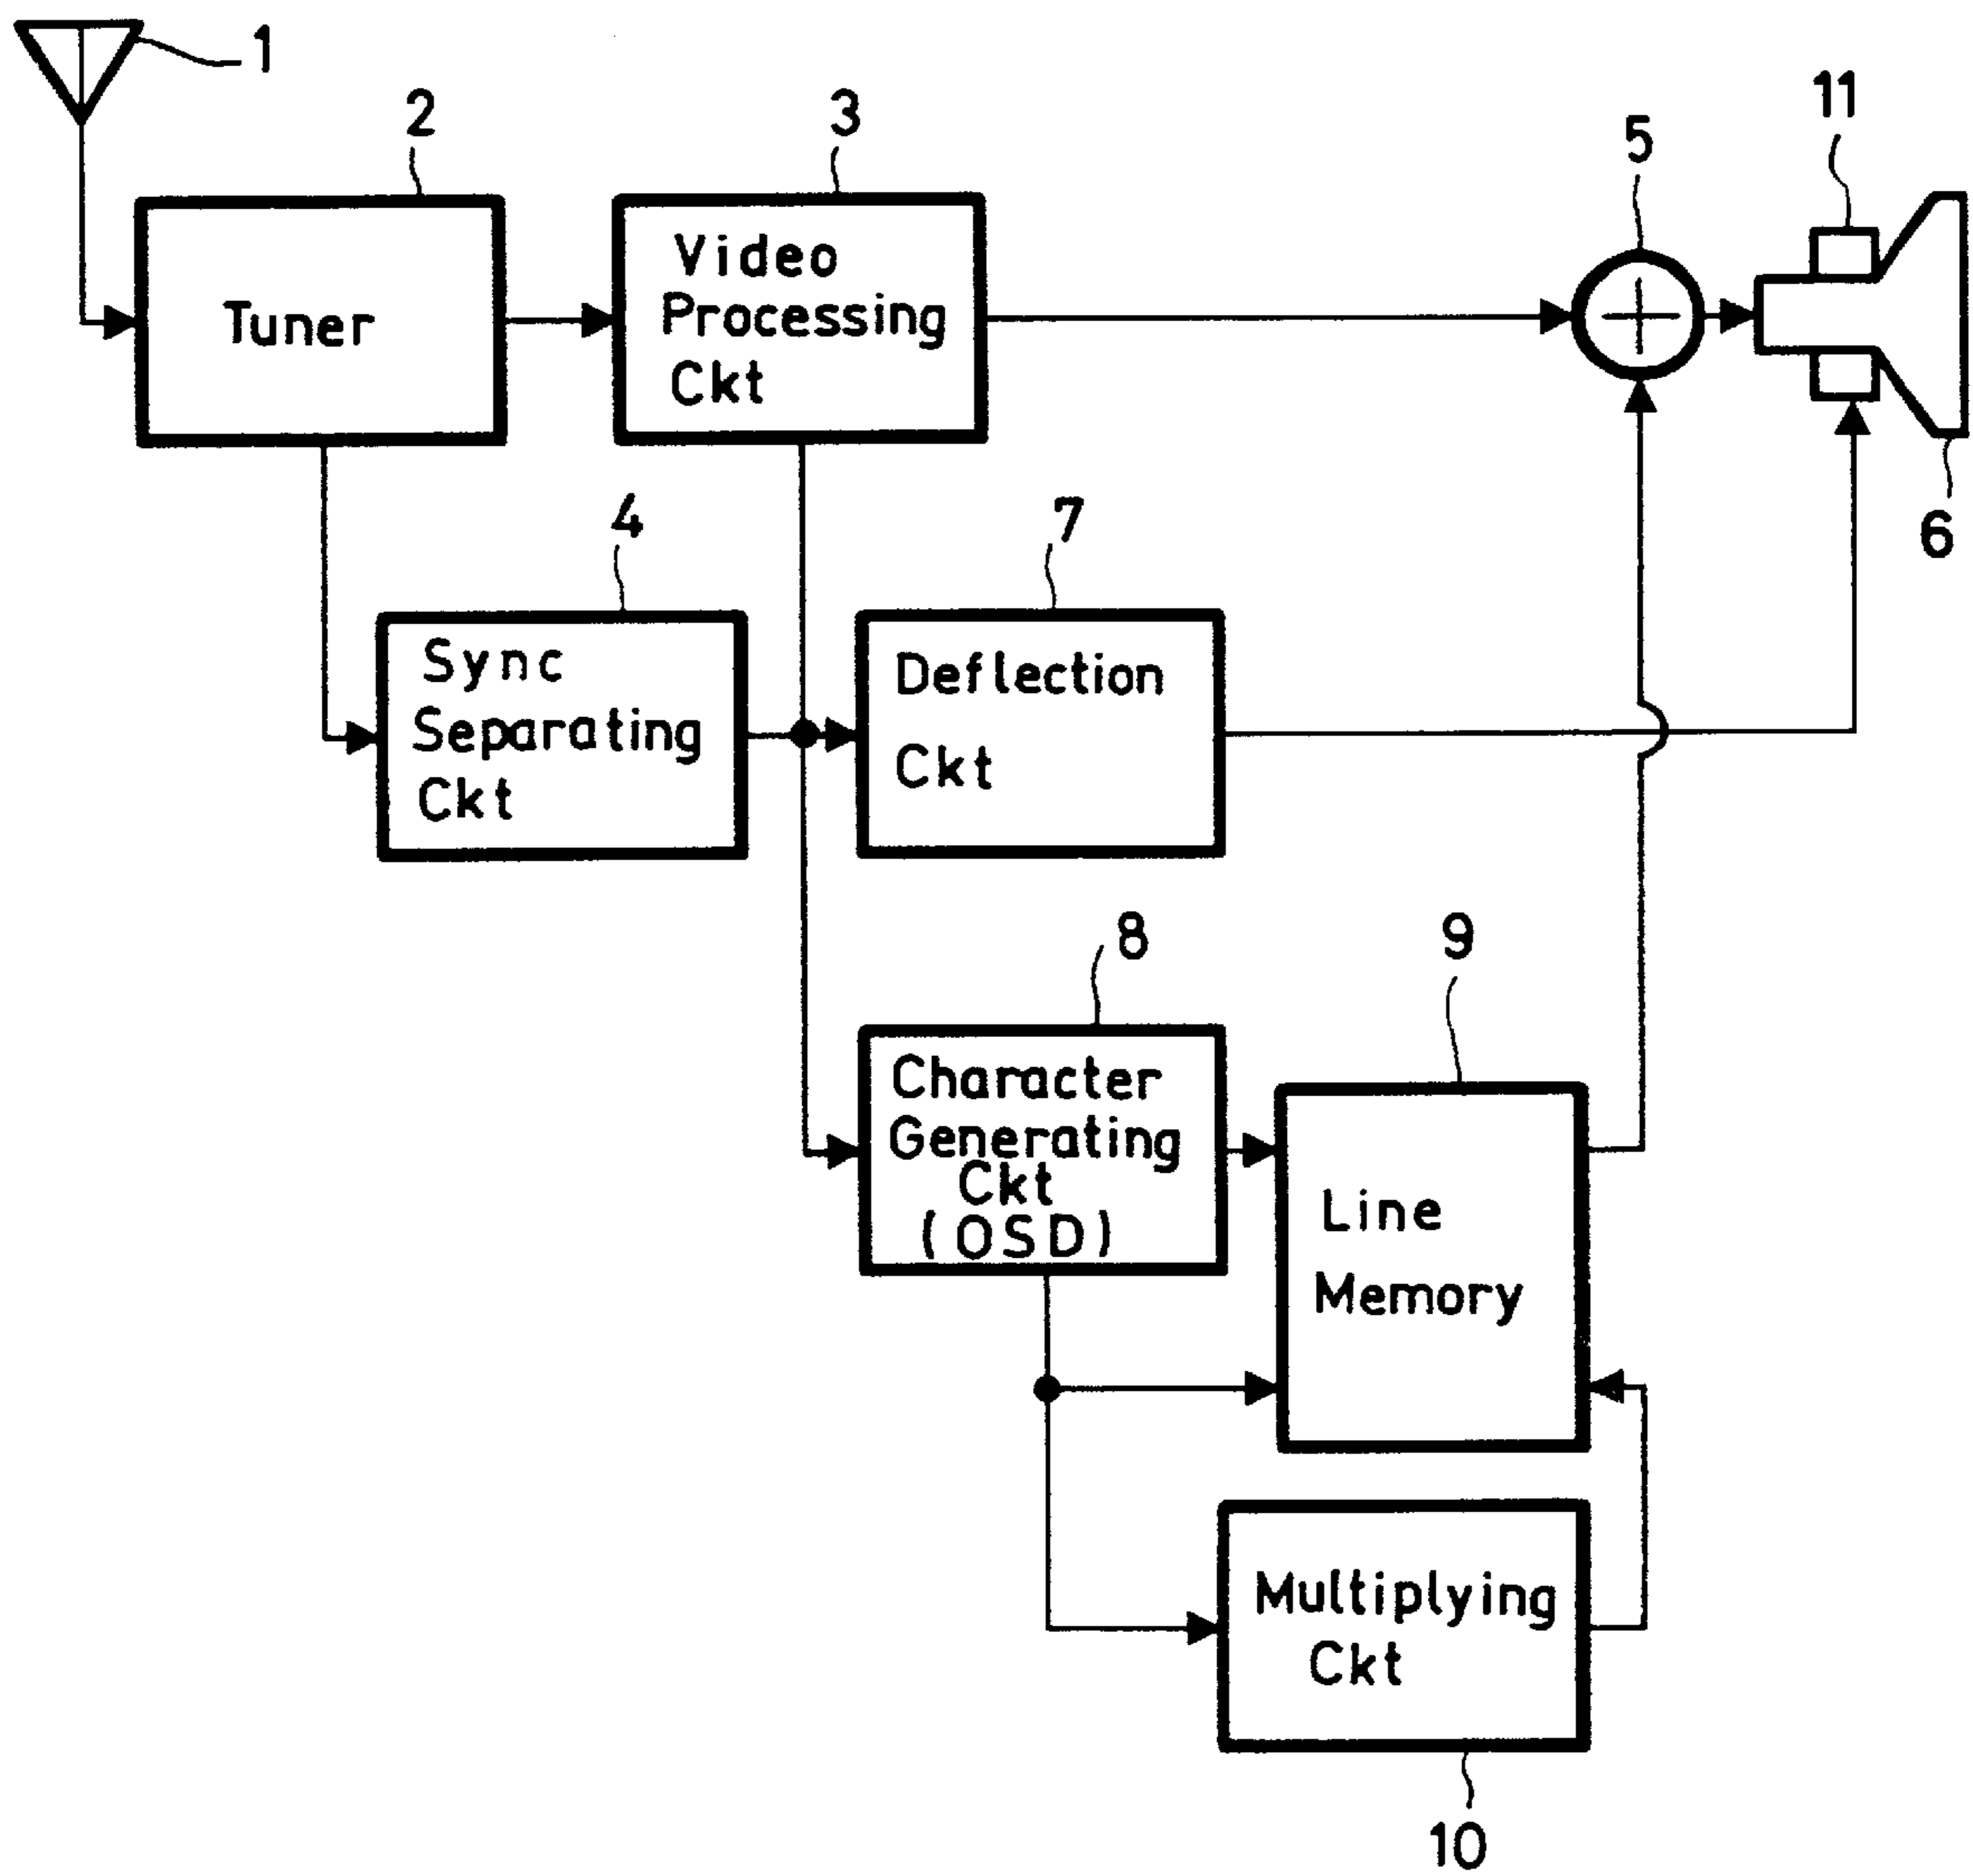 1
2
3
5
11
Tuner
Video
Processing
Ckt
4
7
6
Sync
Separating
Ckt
Deflection
Ckt
8
9
Character
Generating
Ckt
(OSD)
Line
Memory
Multiplying
Ckt
10